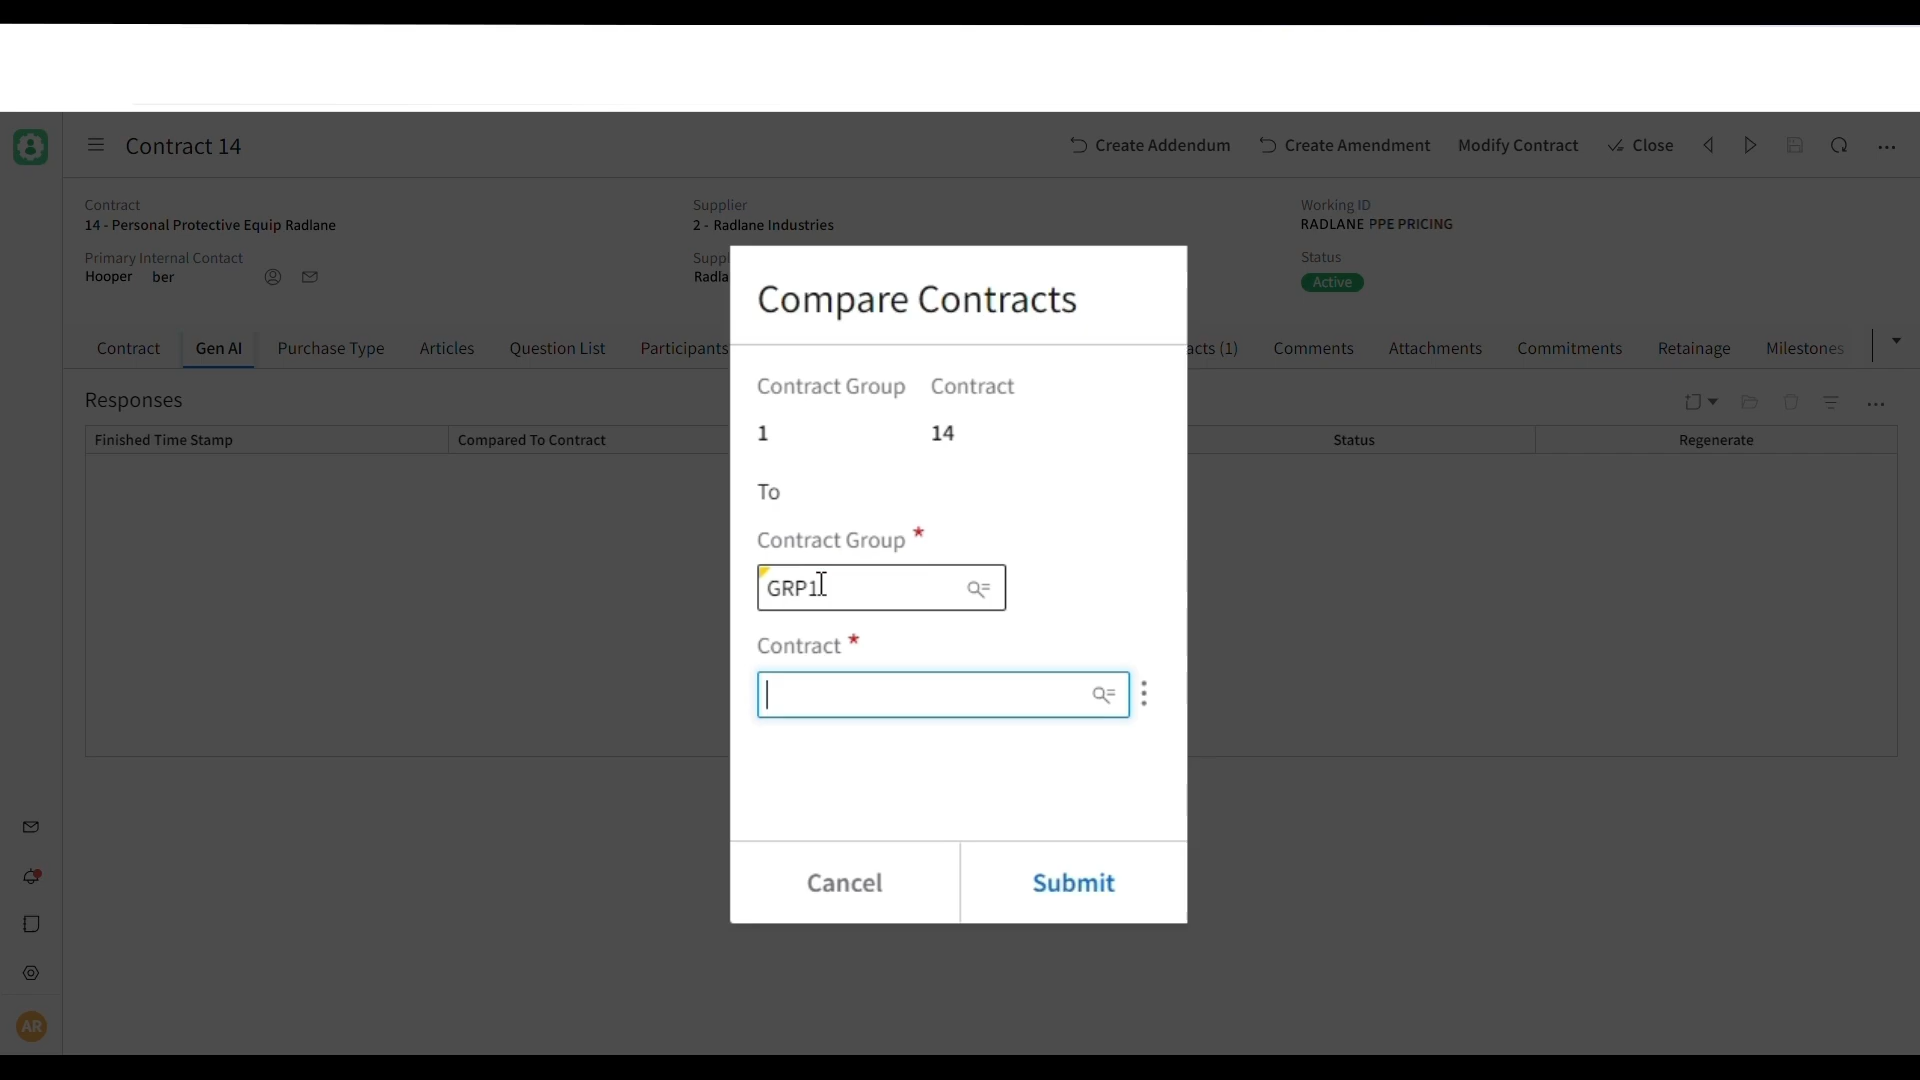 Contract 14
Create Addendum
Create Amendment
Modify Contract
Close
Contract
14 - Personal Protective Equip Radlane
Supplier
2 - Radlane Industries
Working ID
RADLANE PPE PRICING
Primary Internal Contact
Hooper ber
Suppl
Radla
Status
Active
Contract
Gen AI
Purchase Type
Articles
Question List
Participants
acts (1)
Comments
Attachments
Commitments
Retainage
Milestones
Responses
Finished Time Stamp
Compared To Contract
Status
Regenerate
Compare Contracts
Contract Group
Contract
1
14
To
Contract Group *
GRP1
Contract *
Cancel
Submit
AR